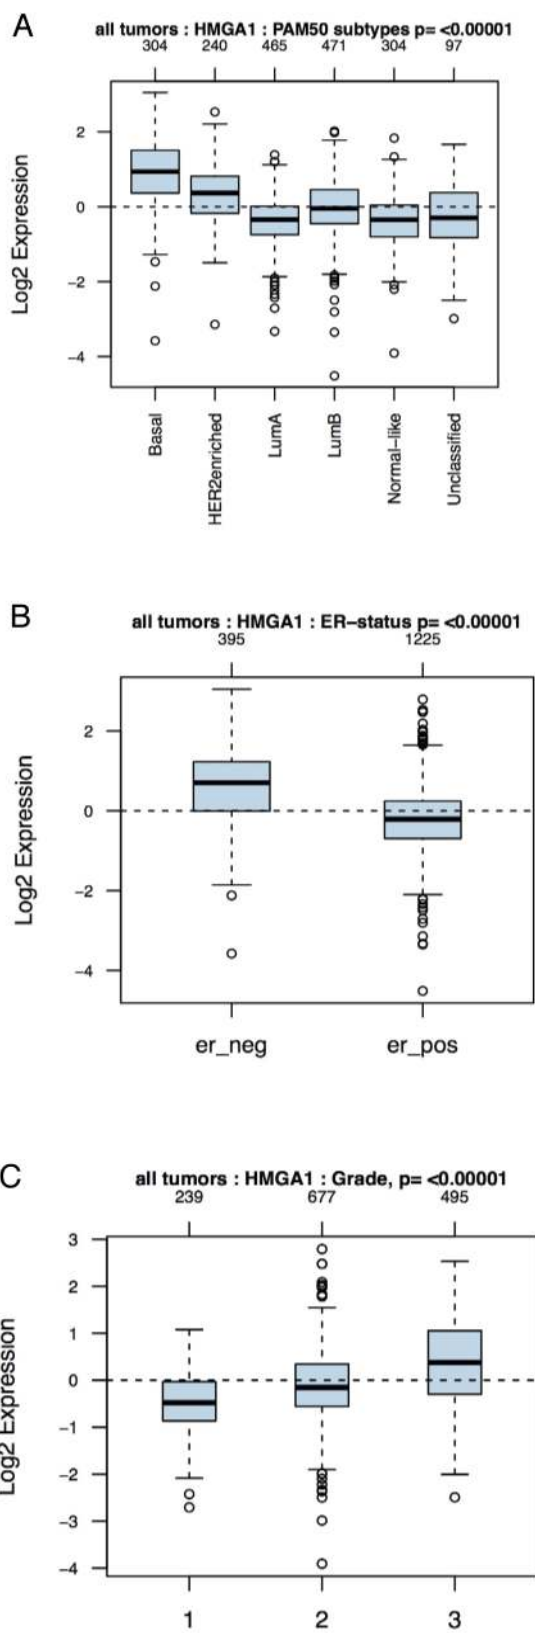 A
all tumors : HMGA1 : PAM50 subtypes p= <0.00001
304 240 465 471 304 97
Log2 Expression
2
0
−2
−4
Basal
HER2enriched
LumA
LumB
Normal−like
Unclassified
B
all tumors : HMGA1 : ER−status p= <0.00001
395 1225
Log2 Expression
2
0
−2
−4
er_neg er_pos
C
all tumors : HMGA1 : Grade, p= <0.00001
239 677 495
Log2 Expression
3
2
1
0
−1
−2
−3
−4
1 2 3